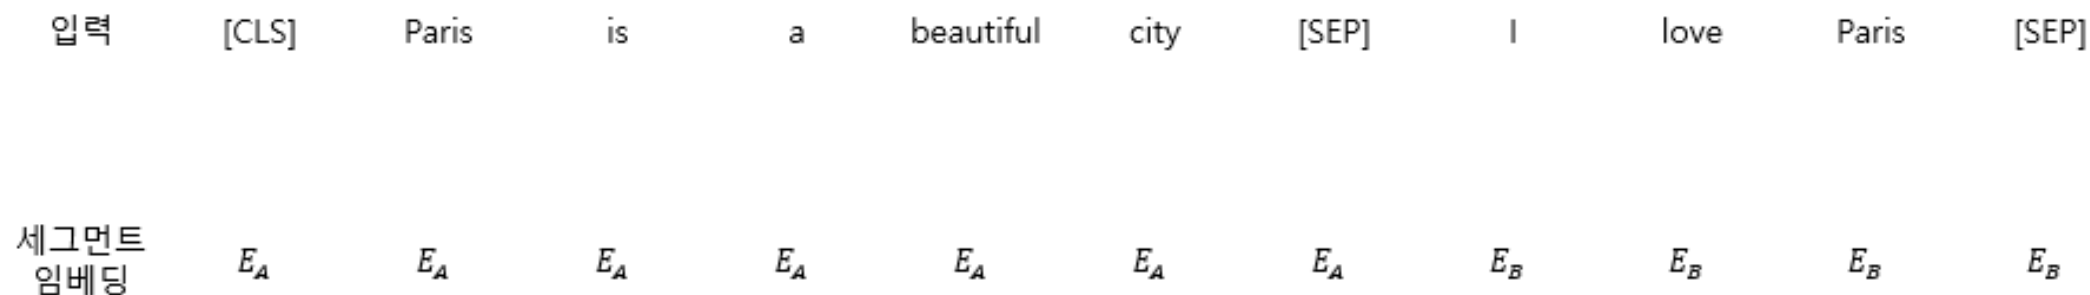 입력 [CLS] Paris is a beautiful city [SEP] I love Paris [SEP]
세그먼트
임베딩 E_A E_A E_A E_A E_A E_A E_A E_B E_B E_B E_B